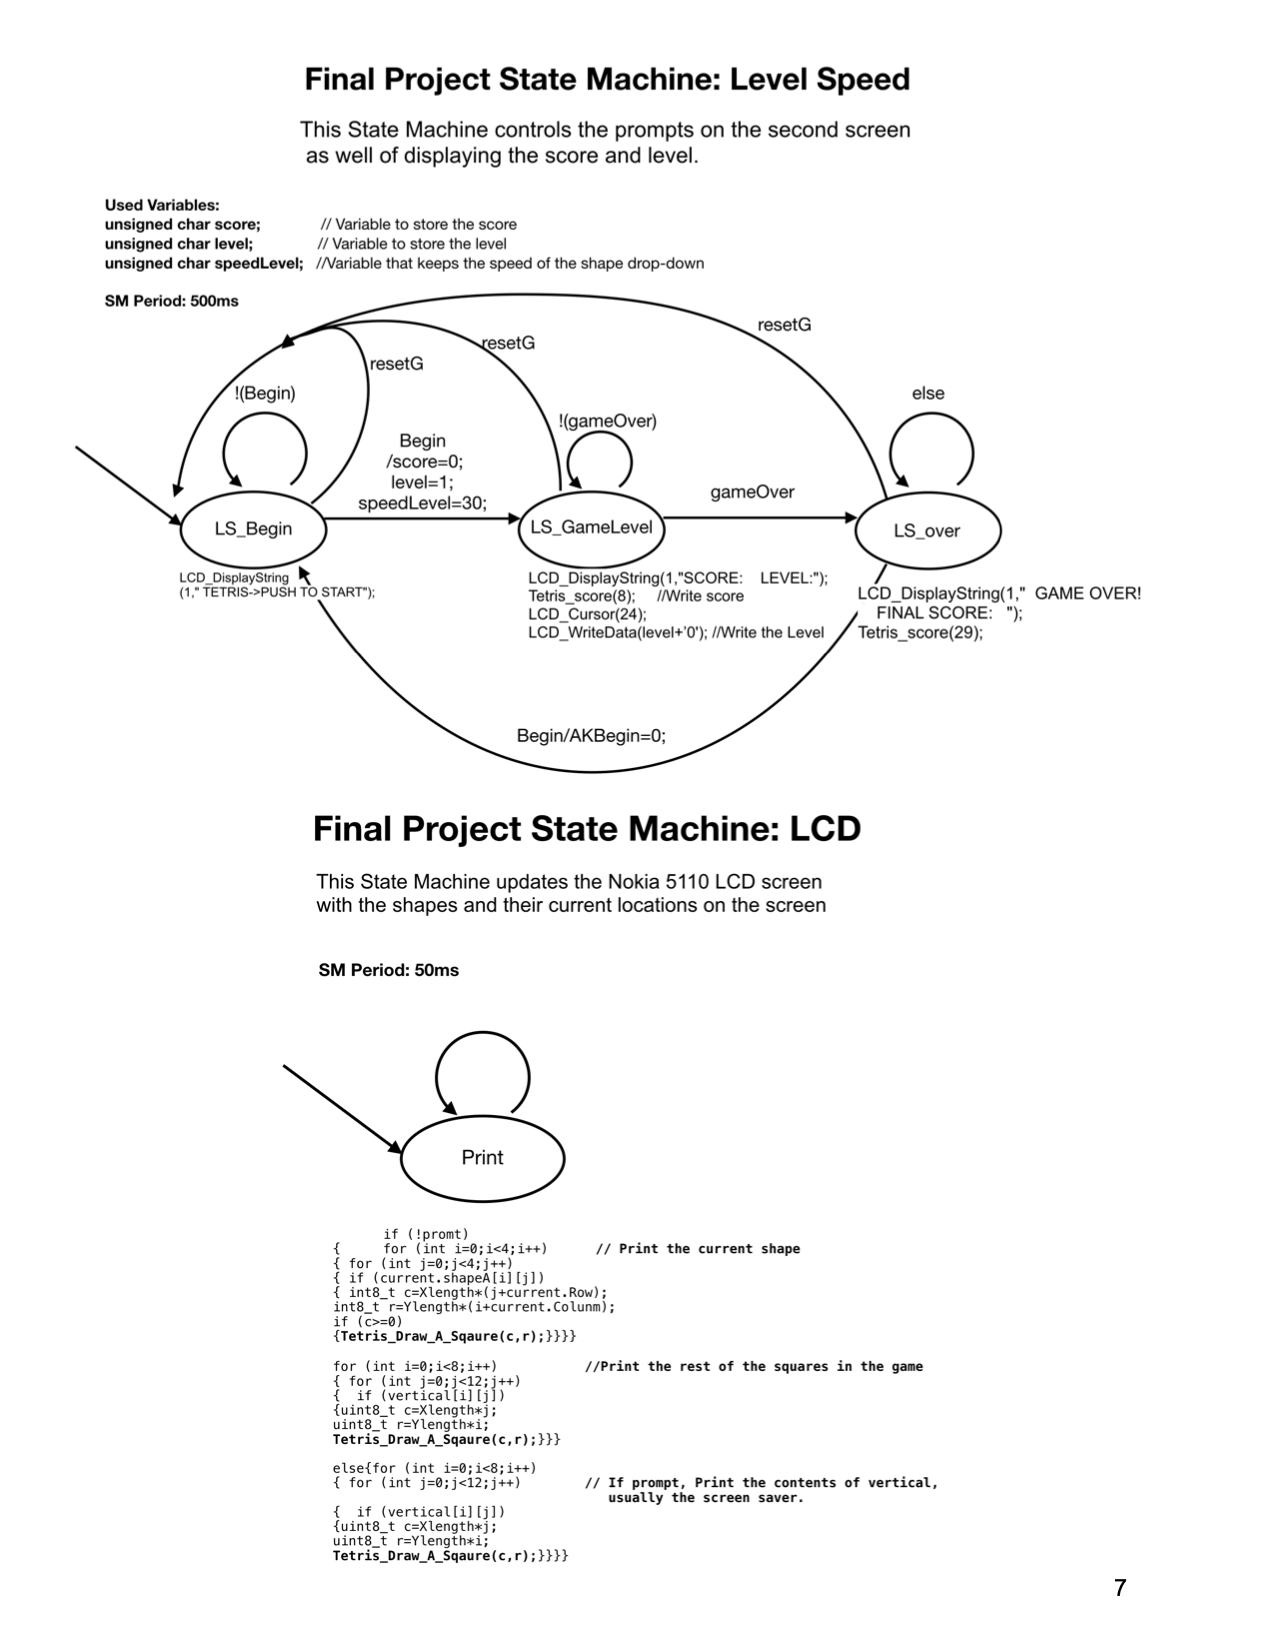 Final Project State Machine: Level Speed
This State Machine controls the prompts on the second screen
as well of displaying the score and level.
Used Variables:
unsigned char score; // Variable to store the score
unsigned char level; // Variable to store the level
unsigned char speedLevel; //Variable that keeps the speed of the shape drop-down
SM Period: 500ms
resetG
resetG
resetG
!(Begin)
else
!(gameOver)
Begin
/score=0;
level=1;
speedLevel=30;
gameOver
LS_Begin
LS_GameLevel
LS_over
LCD_DisplayString
(1," TETRIS->PUSH TO START");
LCD_DisplayString(1,"SCORE:    LEVEL:");
Tetris_score(8); //Write score
LCD_Cursor(24);
LCD_WriteData(level+'0'); //Write the Level
LCD_DisplayString(1,"  GAME OVER!
FINAL SCORE:   ");
Tetris_score(29);
Begin/AKBegin=0;
Final Project State Machine: LCD
This State Machine updates the Nokia 5110 LCD screen
with the shapes and their current locations on the screen
SM Period: 50ms
Print
if (!promt)
{ for (int i=0;i<4;i++) // Print the current shape
{ for (int j=0;j<4;j++)
{ if (current.shapeA[i][j])
{ int8_t c=Xlength*(j+current.Row);
int8_t r=Ylength*(i+current.Colunm);
if (c>=0)
{Tetris_Draw_A_Sqaure(c,r);}}}}
for (int i=0;i<8;i++) //Print the rest of the squares in the game
{ for (int j=0;j<12;j++)
{  if (vertical[i][j])
{uint8_t c=Xlength*j;
uint8_t r=Ylength*i;
Tetris_Draw_A_Sqaure(c,r);}}}
else{for (int i=0;i<8;i++)
{ for (int j=0;j<12;j++) // If prompt, Print the contents of vertical,
usually the screen saver.
{  if (vertical[i][j])
{uint8_t c=Xlength*j;
uint8_t r=Ylength*i;
Tetris_Draw_A_Sqaure(c,r);}}}}
7